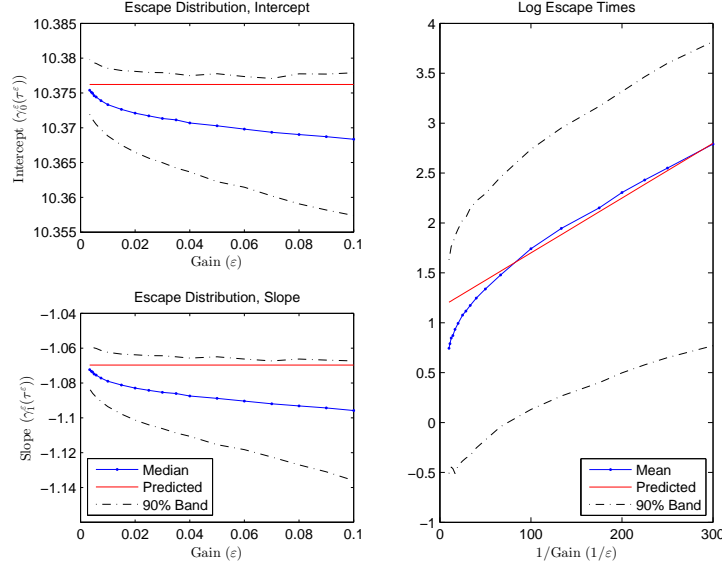 Escape Distribution, Intercept
10.385
10.38
10.375
10.37
10.365
10.36
10.355
Intercept (γ₀^ε(τ^ε))
0
0.02
0.04
0.06
0.08
0.1
Gain (ε)
Escape Distribution, Slope
−1.04
−1.06
−1.08
−1.1
−1.12
−1.14
Slope (γ₁^ε(τ^ε))
Median
Predicted
90% Band
0
0.02
0.04
0.06
0.08
0.1
Gain (ε)
Log Escape Times
4
3.5
3
2.5
2
1.5
1
0.5
0
−0.5
−1
Mean
Predicted
90% Band
100
200
300
1/Gain (1/ε)